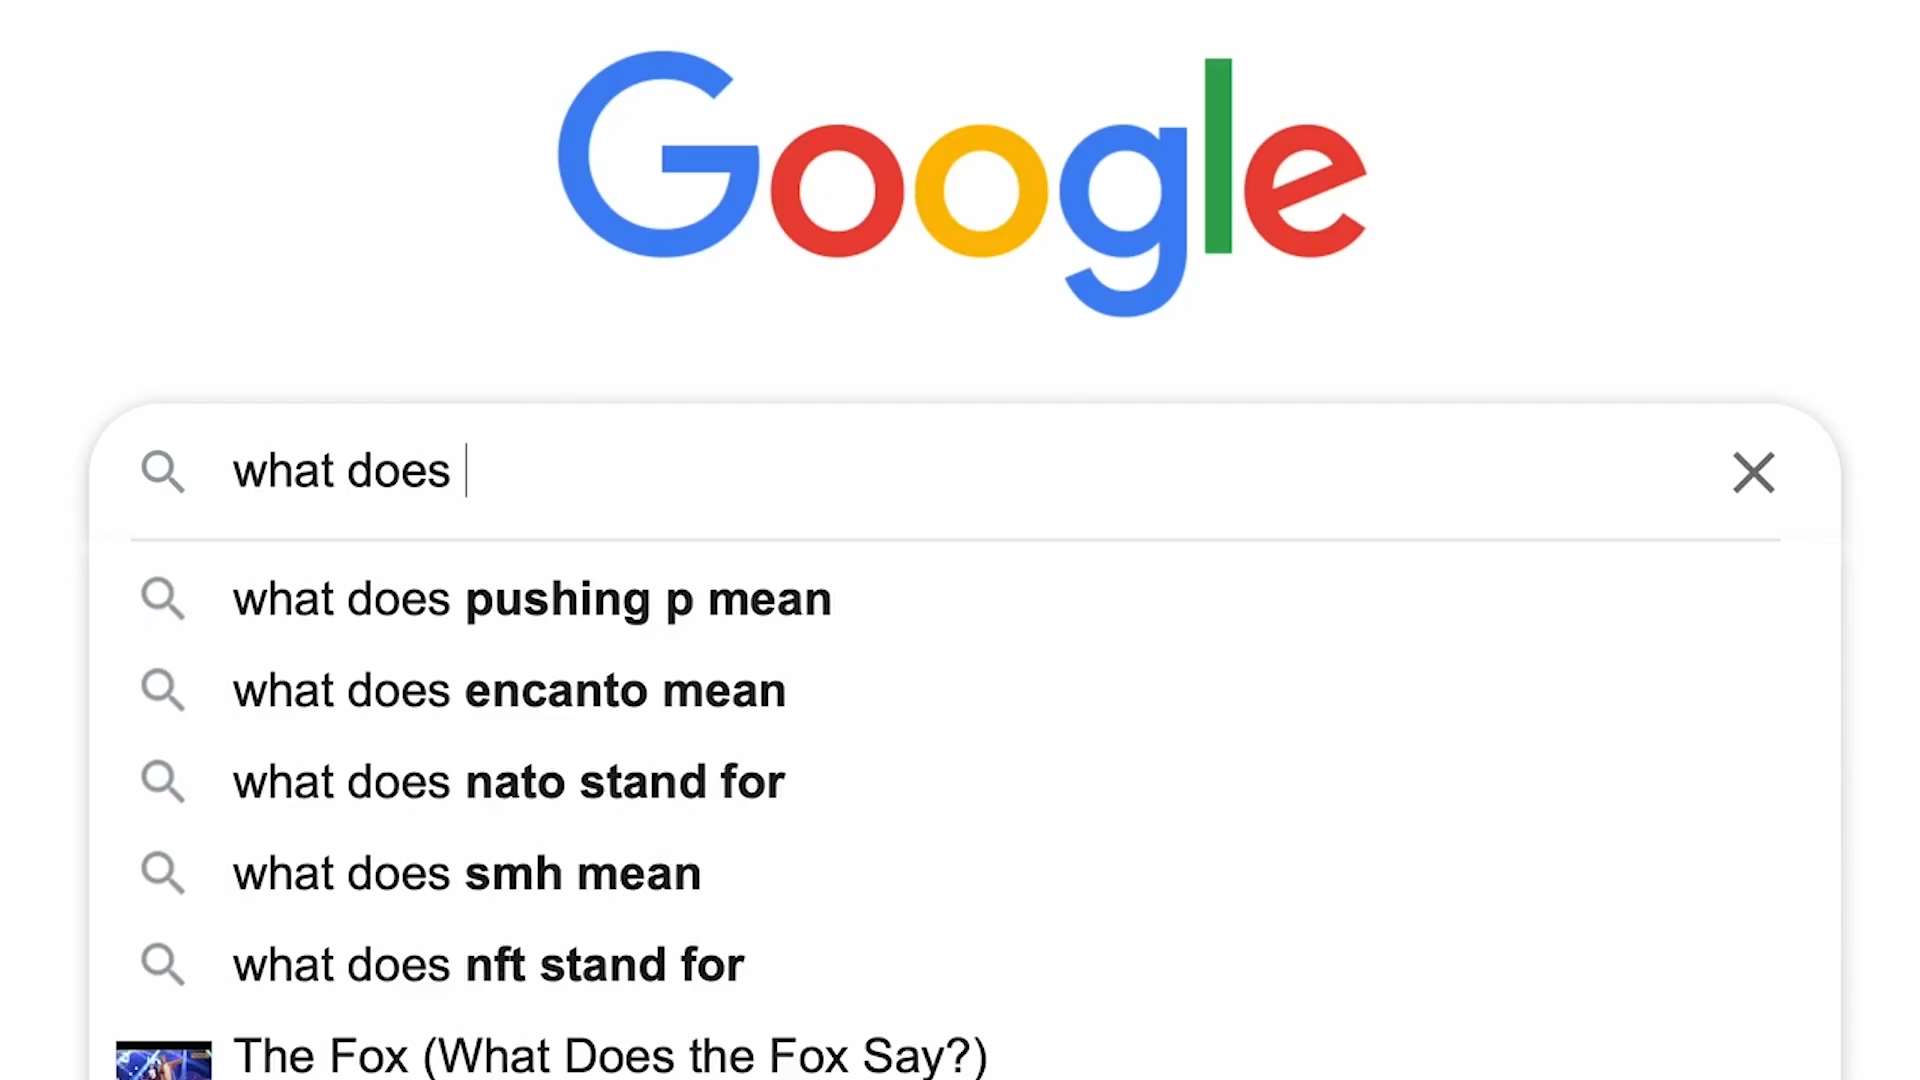 Google
what does
what does pushing p mean
what does encanto mean
what does nato stand for
what does smh mean
what does nft stand for
The Fox (What Does the Fox Say?)